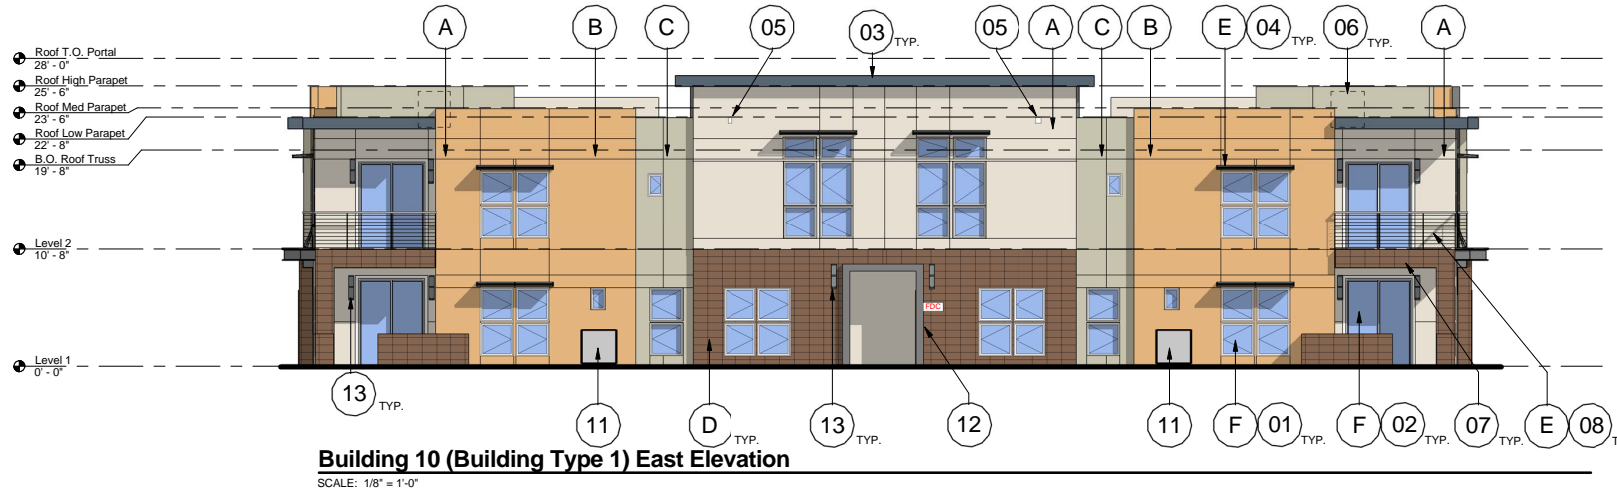 A B C 05 03 TYP. 05 A C B E 04 TYP. 06 TYP. A
Roof T.O. Portal
28' - 0"
Roof High Parapet
25' - 6"
Roof Med Parapet
23' - 6"
Roof Low Parapet
22' - 8"
B.O. Roof Truss
19' - 8"
Level 2
10' - 8"
FDC
Level 1
0' - 0"
13 TYP. 11 D TYP. 13 TYP. 12 11 F 01 TYP. F 02 TYP. 07 TYP. E 08 T
Building 10 (Building Type 1) East Elevation
SCALE: 1/8" = 1'-0"